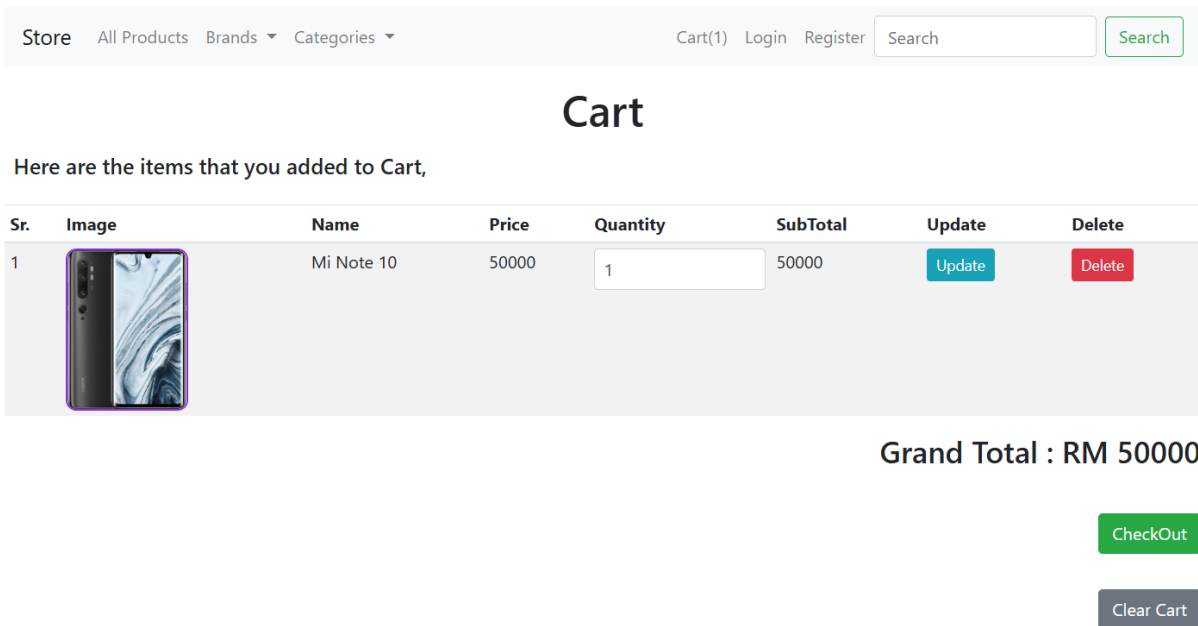 Store All Products Brands Categories Cart(1) Login Register Search Search
Cart
Here are the items that you added to Cart,
Sr. Image Name Price Quantity SubTotal Update Delete
1 Mi Note 10 50000 1 50000 Update Delete
Grand Total : RM 50000
CheckOut
Clear Cart